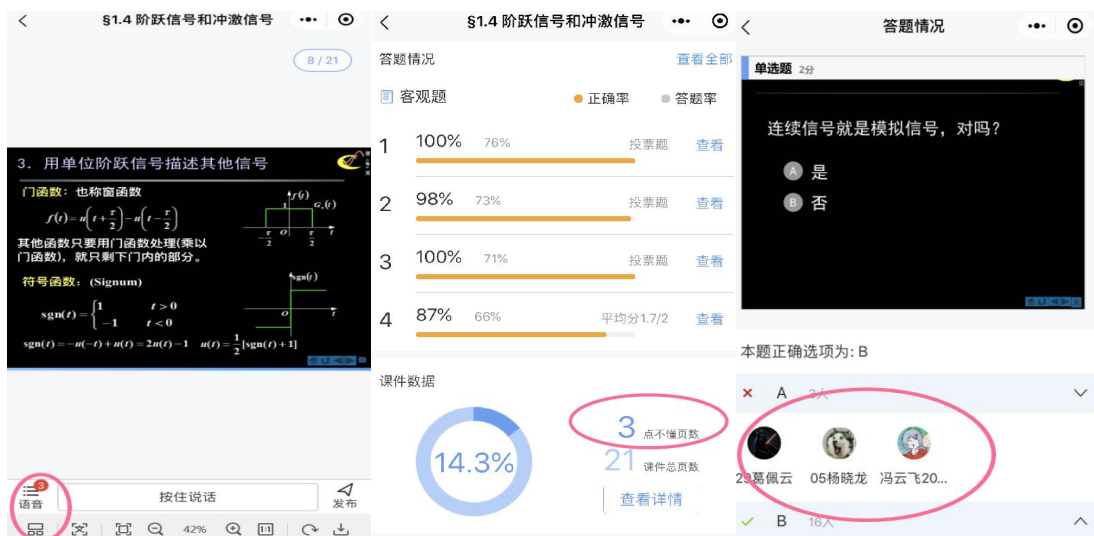 §1.4 阶跃信号和冲激信号
8 / 21
3. 用单位阶跃信号描述其他信号
门函数：也称窗函数
f(t)=u(t+τ/2)−u(t−τ/2)
f(t)
1
G_τ(t)
−τ/2 O τ/2 t
其他函数只要用门函数处理(乘以
门函数)，就只剩下门内的部分。
符号函数：(Signum)
sgn(t)
O t
sgn(t)={1 t > 0
−1 t < 0
sgn(t)=−u(−t)+u(t)=2u(t)−1 u(t)=1/2[sgn(t)+1]
3
语音
按住说话
发布
42%
1:1
§1.4 阶跃信号和冲激信号
答题情况 查看全部
客观题 正确率 答题率
1 100% 76% 投票题 查看
2 98% 73% 投票题 查看
3 100% 71% 投票题 查看
4 87% 66% 平均分1.7/2 查看
课件数据
14.3%
3 点不懂页数
21 课件总页数
查看详情
答题情况
单选题 2分
连续信号就是模拟信号，对吗？
A 是
B 否
本题正确选项为: B
A 3人
29葛佩云 05杨晓龙 冯云飞20...
B 16人